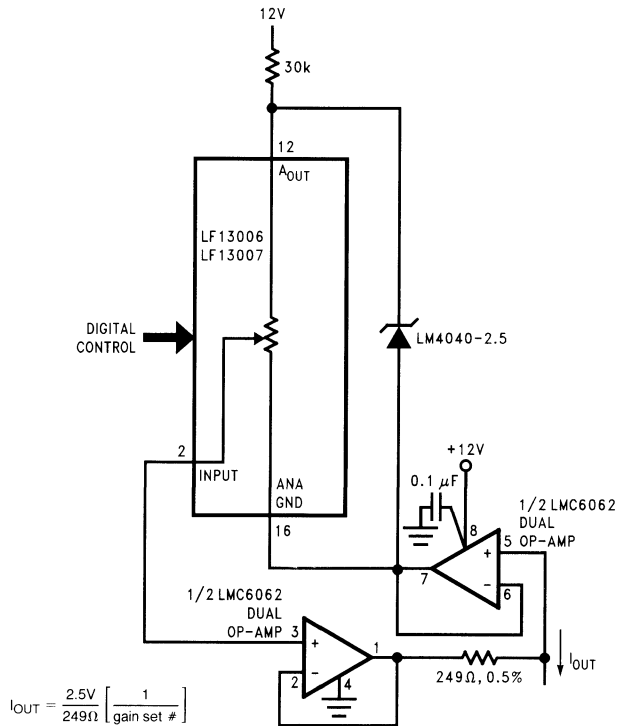 12V
30k
12
AOUT
LF13006
LF13007
DIGITAL
CONTROL
LM4040-2.5
2
INPUT
ANA
GND
16
+12V
0.1 μF
8
1/2 LMC6062
DUAL
OP-AMP
5
+
7
-
6
1/2 LMC6062
DUAL
OP-AMP
3
+
1
-
2
4
249Ω, 0.5%
IOUT
IOUT = 2.5V/249Ω [1/gain set #]